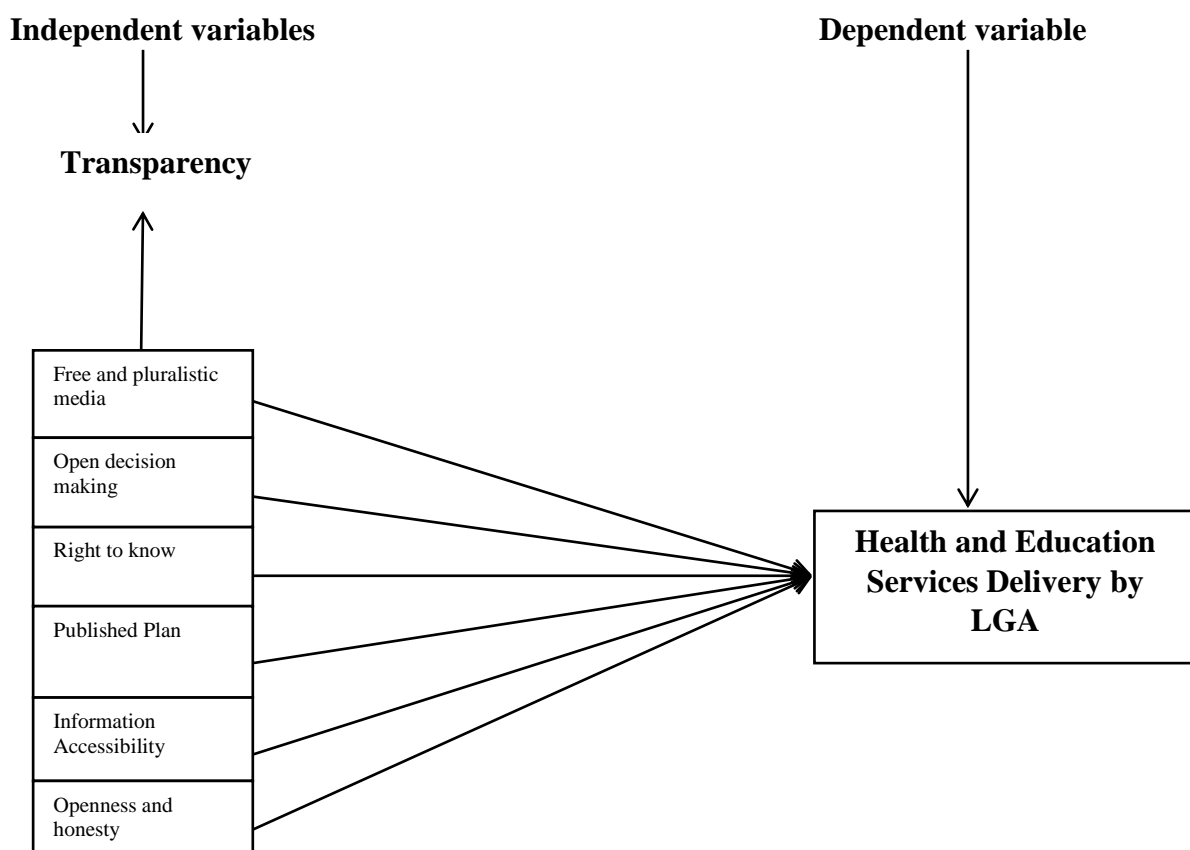 Independent variables
Dependent variable
Transparency
Free and pluralistic
media
Open decision
making
Right to know
Published Plan
Information
Accessibility
Openness and
honesty
Health and Education
Services Delivery by
LGA